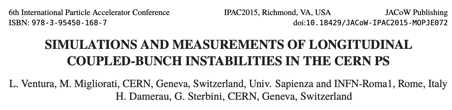 6th International Particle Accelerator Conference IPAC2015, Richmond, VA, USA JACoW Publishing
ISBN: 978-3-95450-168-7 doi:10.18429/JACoW-IPAC2015-MOPJE072
SIMULATIONS AND MEASUREMENTS OF LONGITUDINAL
COUPLED-BUNCH INSTABILITIES IN THE CERN PS
L. Ventura, M. Migliorati, CERN, Geneva, Switzerland, Univ. Sapienza and INFN-Roma1, Rome, Italy
H. Damerau, G. Sterbini, CERN, Geneva, Switzerland